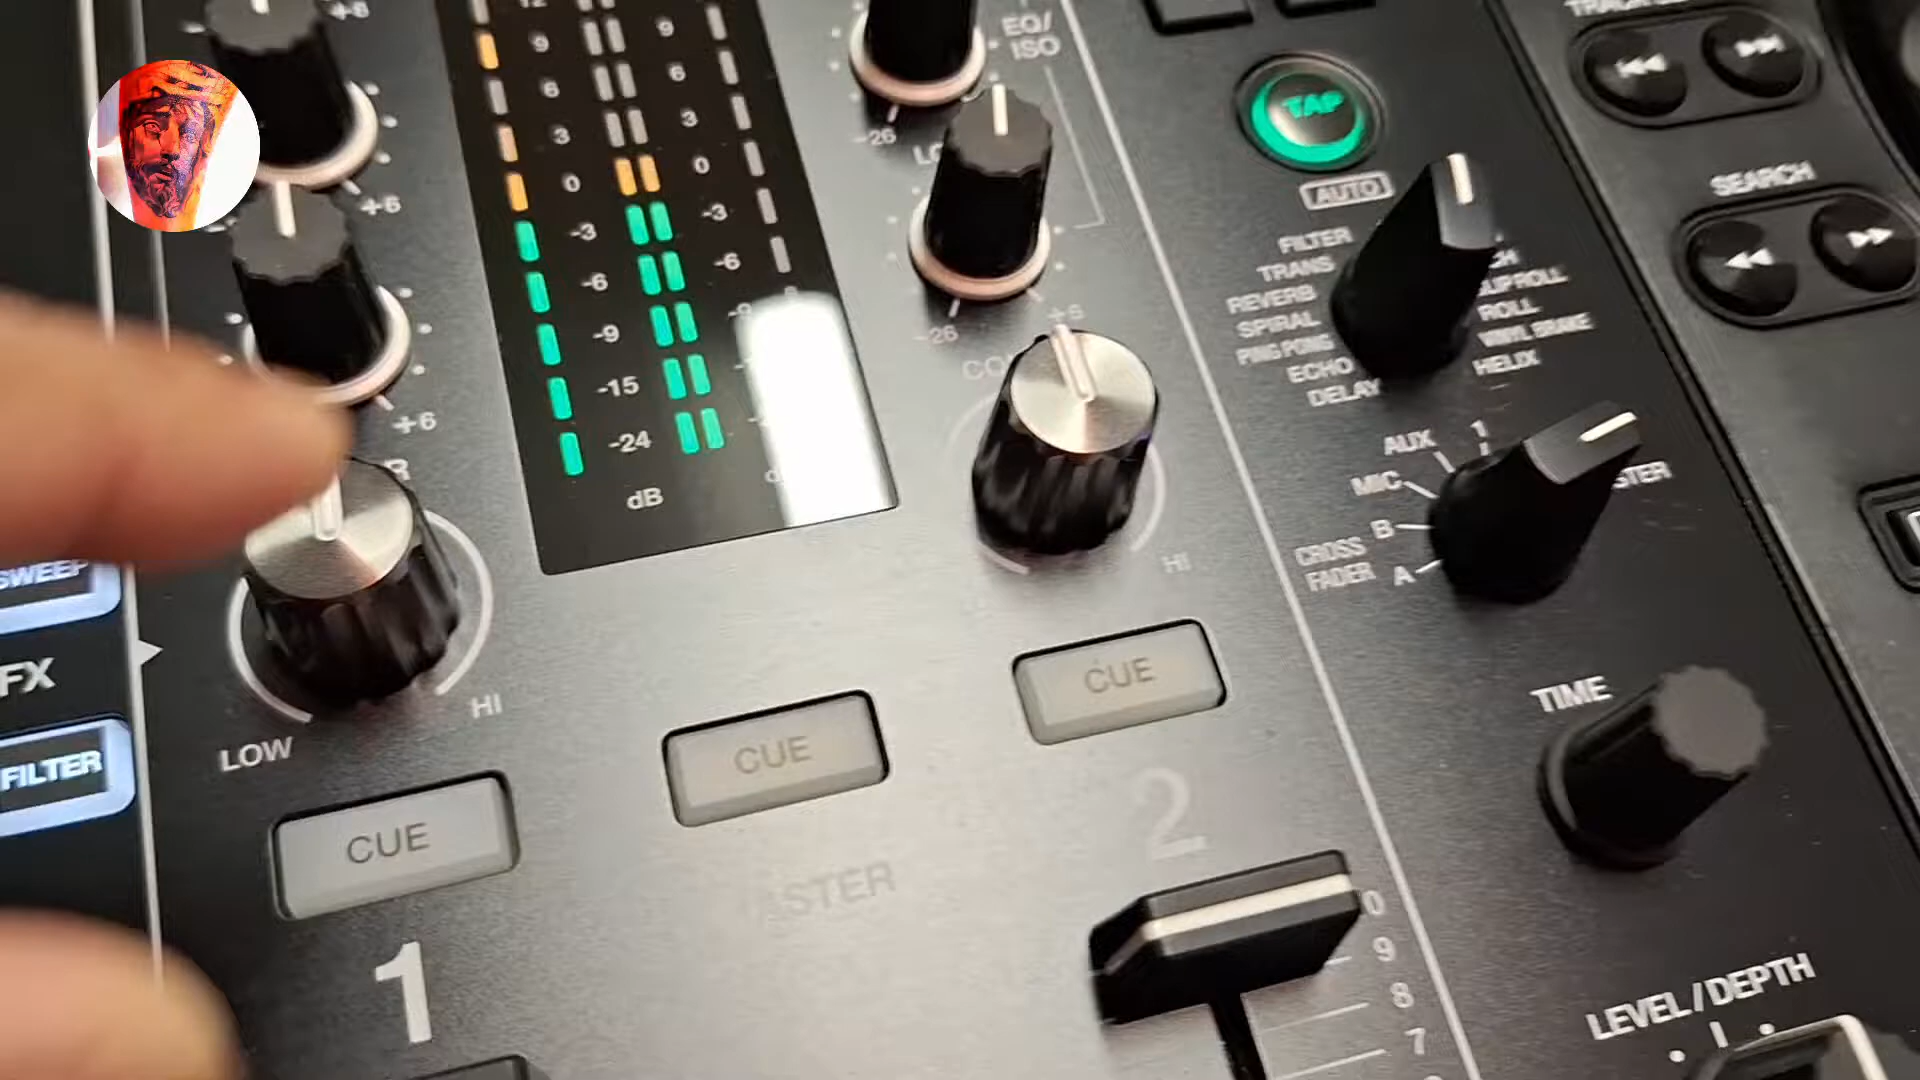 +8
12
9
9
6
6
3
3
0
0
-3
-3
-6
-6
-9
-9
-15
-24
dB
+6
+6
EQ/
ISO
-26
-26
+6
TAP
AUTO
SEARCH
FILTER
TRANS
REVERB
SPIRAL
PING PONG
ECHO
DELAY
ROLL
VINYL BRAKE
HELIX
AUX
1
MIC
B
CROSS
FADER
A
SWEEP
FX
FILTER
LOW
HI
HI
CUE
CUE
CUE
1
2
TIME
LEVEL/DEPTH
9
8
7